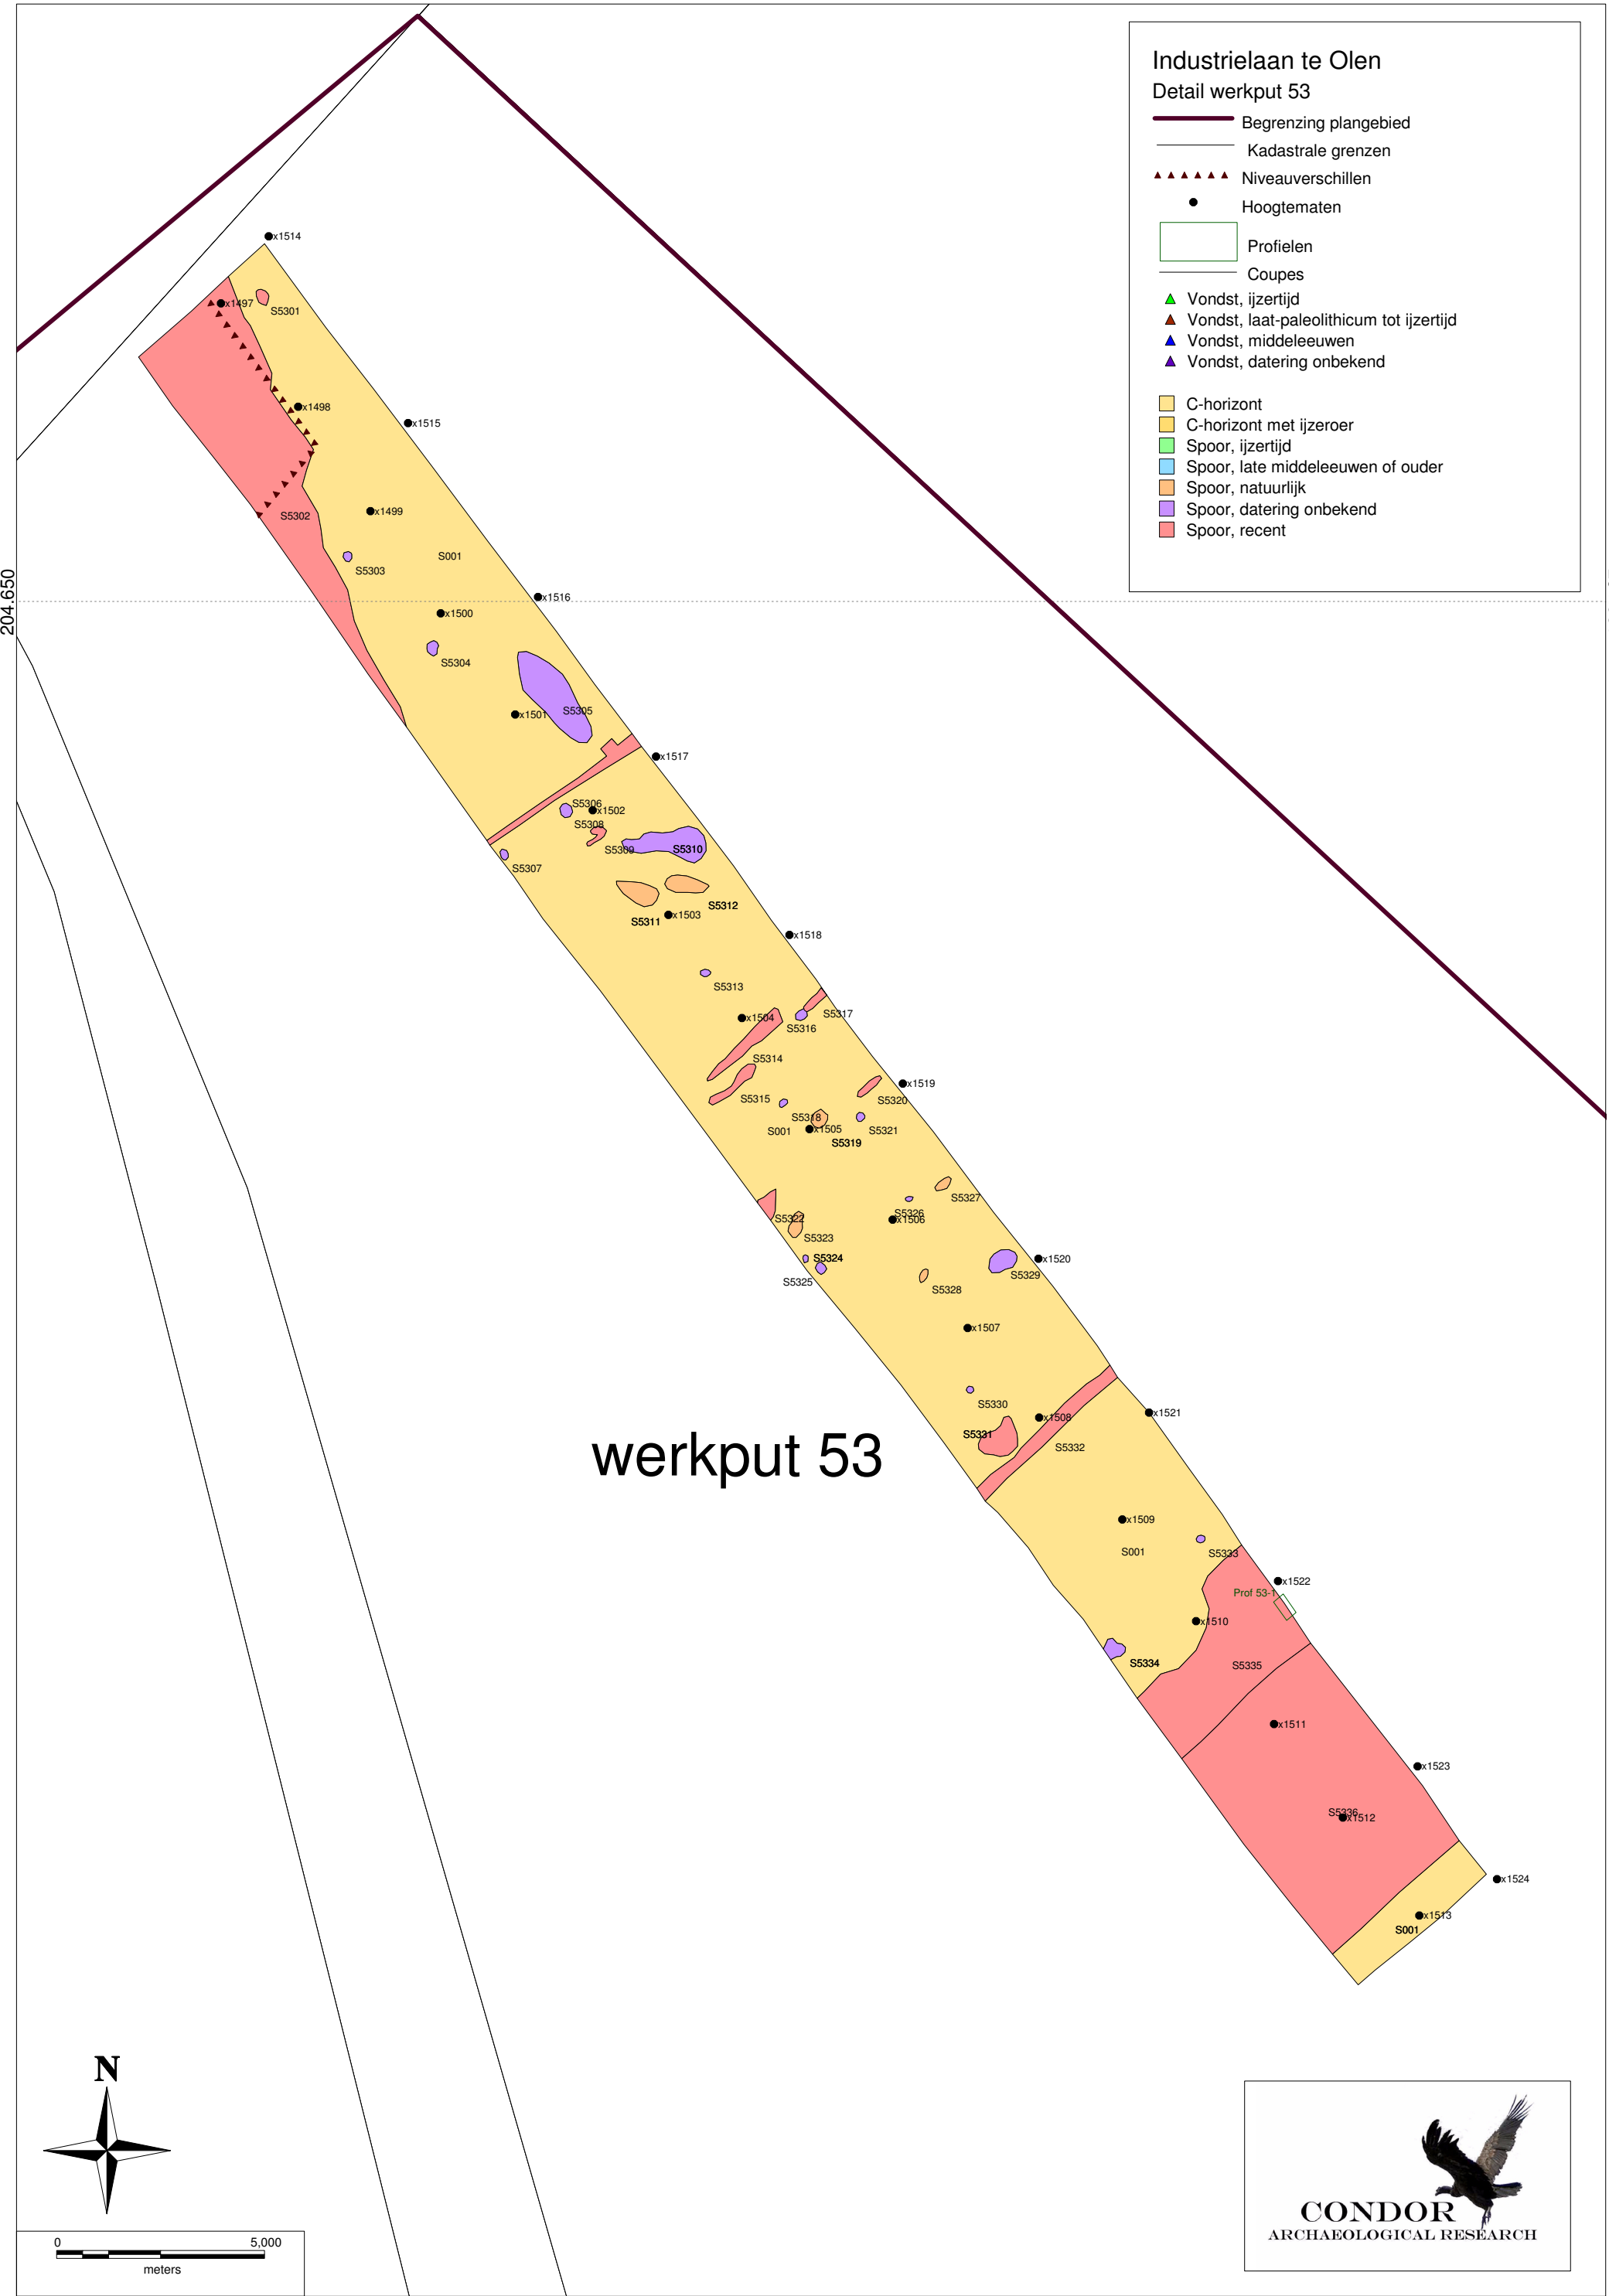 Industrielaan te Olen
Detail werkput 53
Begrenzing plangebied
Kadastrale grenzen
Niveauverschillen
Hoogtematen
Profielen
Coupes
Vondst, ijzertijd
Vondst, laat-paleolithicum tot ijzertijd
Vondst, middeleeuwen
Vondst, datering onbekend
C-horizont
C-horizont met ijzeroer
Spoor, ijzertijd
Spoor, late middeleeuwen of ouder
Spoor, natuurlijk
Spoor, datering onbekend
Spoor, recent
204.650
x1514
x1497
S5301
x1498
x1515
x1499
S5302
S001
S5303
x1516
x1500
S5304
S5305
x1501
x1517
S5306
x1502
S5308
S5309
S5310
S5307
S5312
x1503
S5311
x1518
S5313
S5317
x1504
S5316
S5314
x1519
S5315
S5320
S5318
S001
x1505
S5321
S5319
S5327
S5326
S5322
x1506
S5323
S5324
x1520
S5325
S5329
S5328
x1507
S5330
x1521
x1508
S5331
S5332
werkput 53
x1509
S001
S5333
x1522
Prof 53-1
x1510
S5334
S5335
x1511
x1523
S5336
x1512
x1524
x1513
S001
N
0 5,000
meters
CONDOR
ARCHAEOLOGICAL RESEARCH